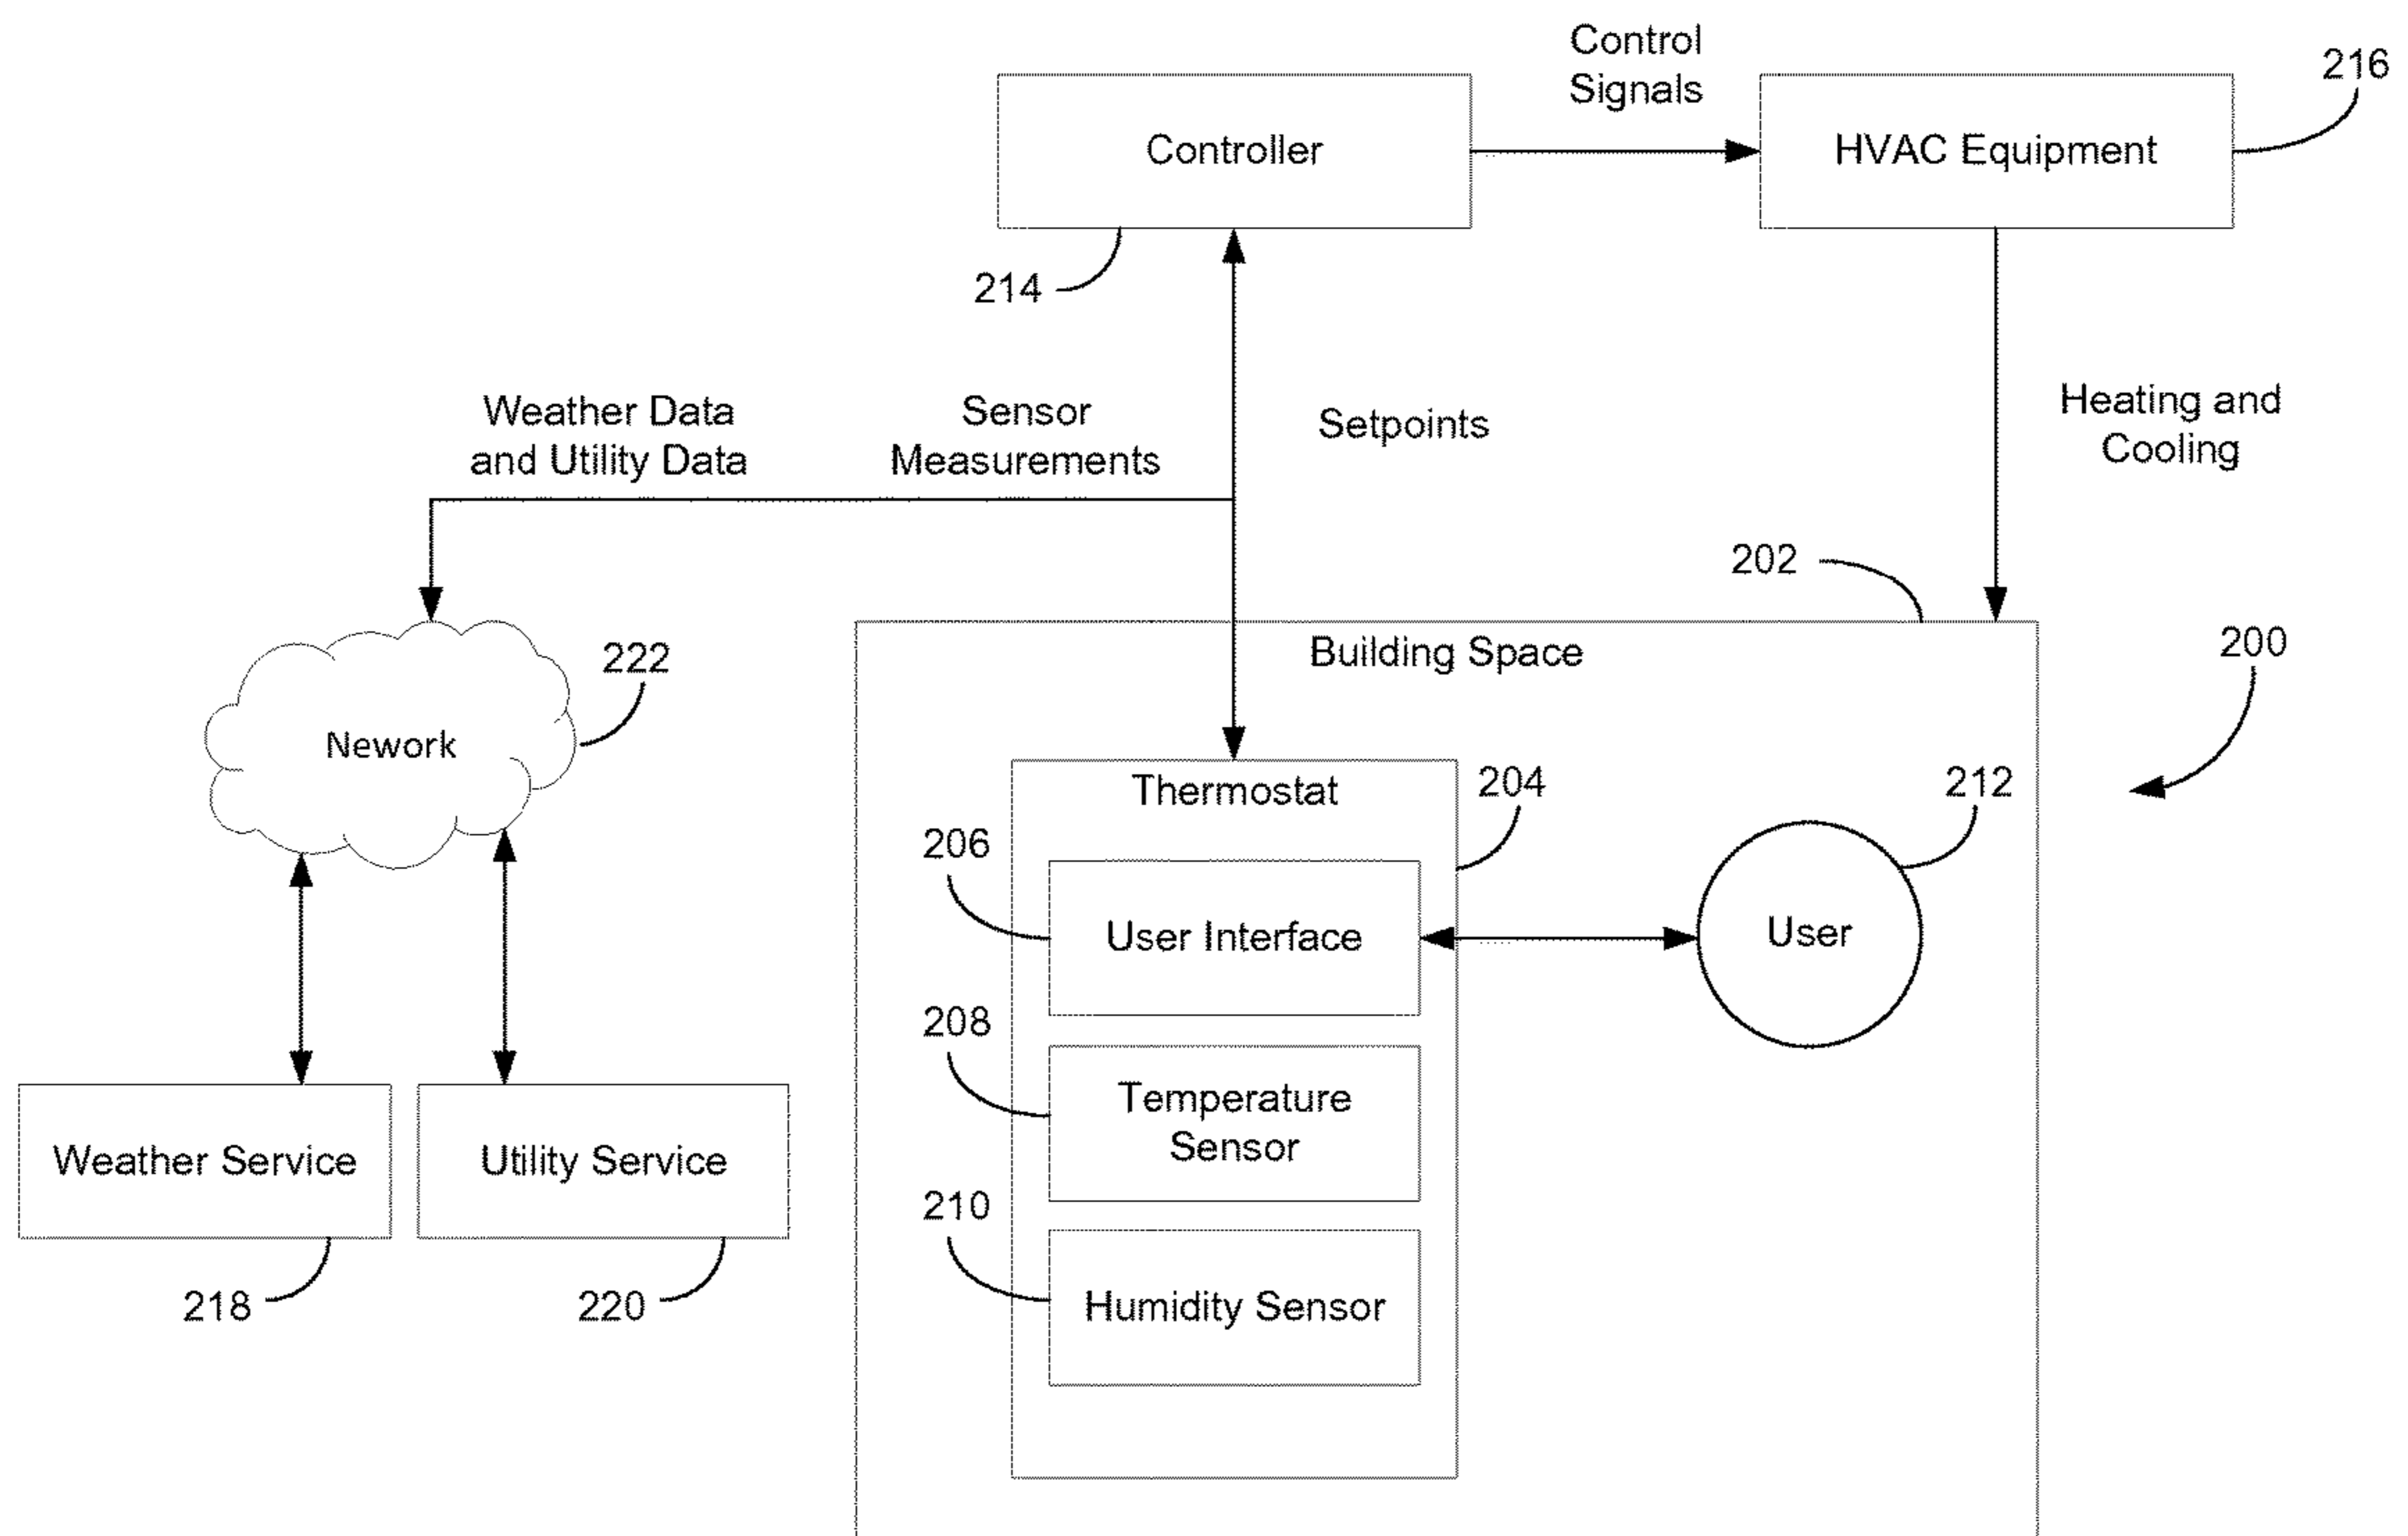 Control
Signals
216
Controller
HVAC Equipment
214
Weather Data
and Utility Data
Sensor
Measurements
Setpoints
Heating and
Cooling
202
Building Space
200
222
Nework
Thermostat
204
212
206
User Interface
User
208
Temperature
Sensor
Weather Service
Utility Service
210
Humidity Sensor
218
220